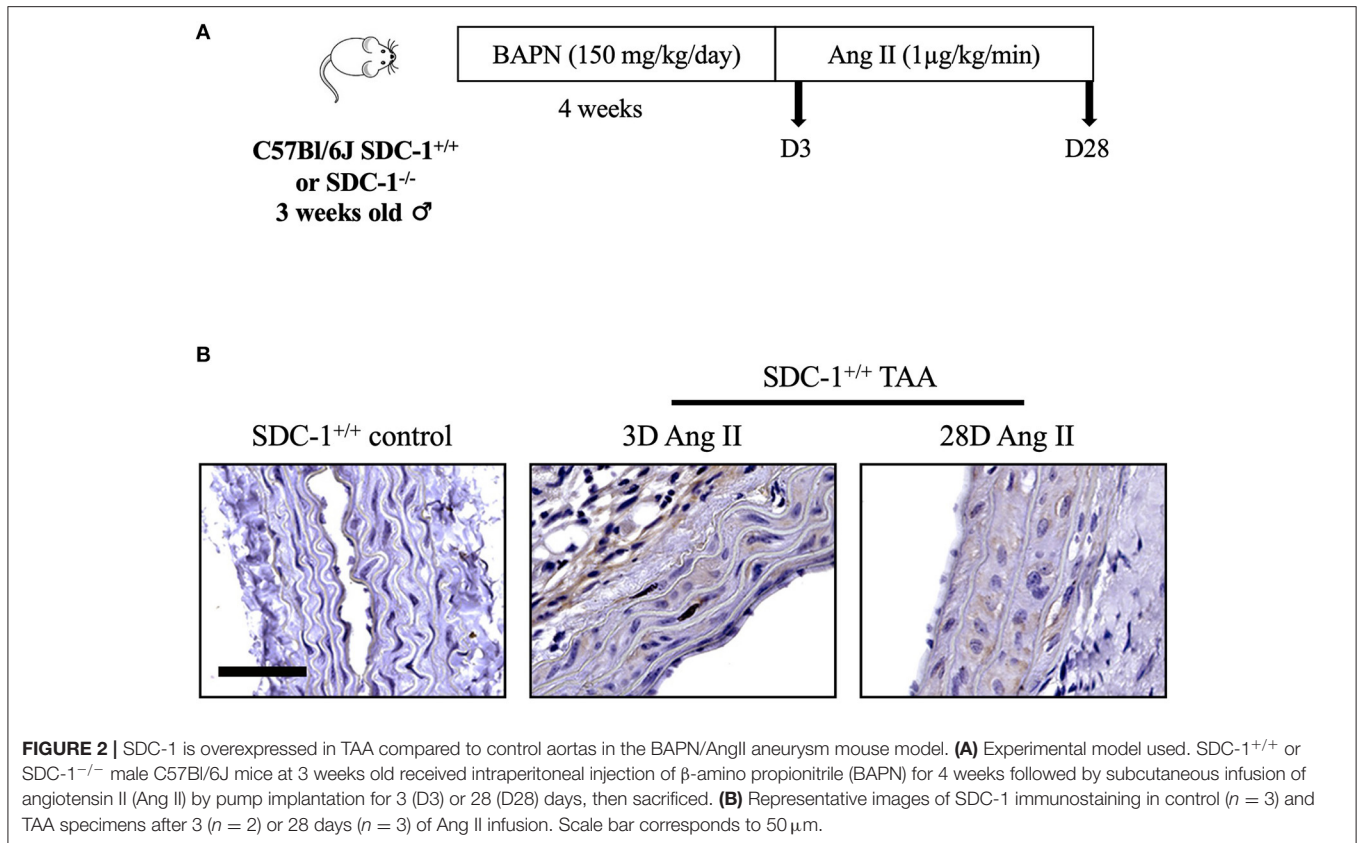 A
BAPN (150 mg/kg/day)
Ang II (1μg/kg/min)
4 weeks
D3
D28
C57Bl/6J SDC-1+/+
or SDC-1-/-
3 weeks old ♂
B
SDC-1+/+ TAA
SDC-1+/+ control
3D Ang II
28D Ang II
FIGURE 2 | SDC-1 is overexpressed in TAA compared to control aortas in the BAPN/AngII aneurysm mouse model. (A) Experimental model used. SDC-1+/+ or
SDC-1−/− male C57Bl/6J mice at 3 weeks old received intraperitoneal injection of β-amino propionitrile (BAPN) for 4 weeks followed by subcutaneous infusion of
angiotensin II (Ang II) by pump implantation for 3 (D3) or 28 (D28) days, then sacrificed. (B) Representative images of SDC-1 immunostaining in control (n = 3) and
TAA specimens after 3 (n = 2) or 28 days (n = 3) of Ang II infusion. Scale bar corresponds to 50 μm.